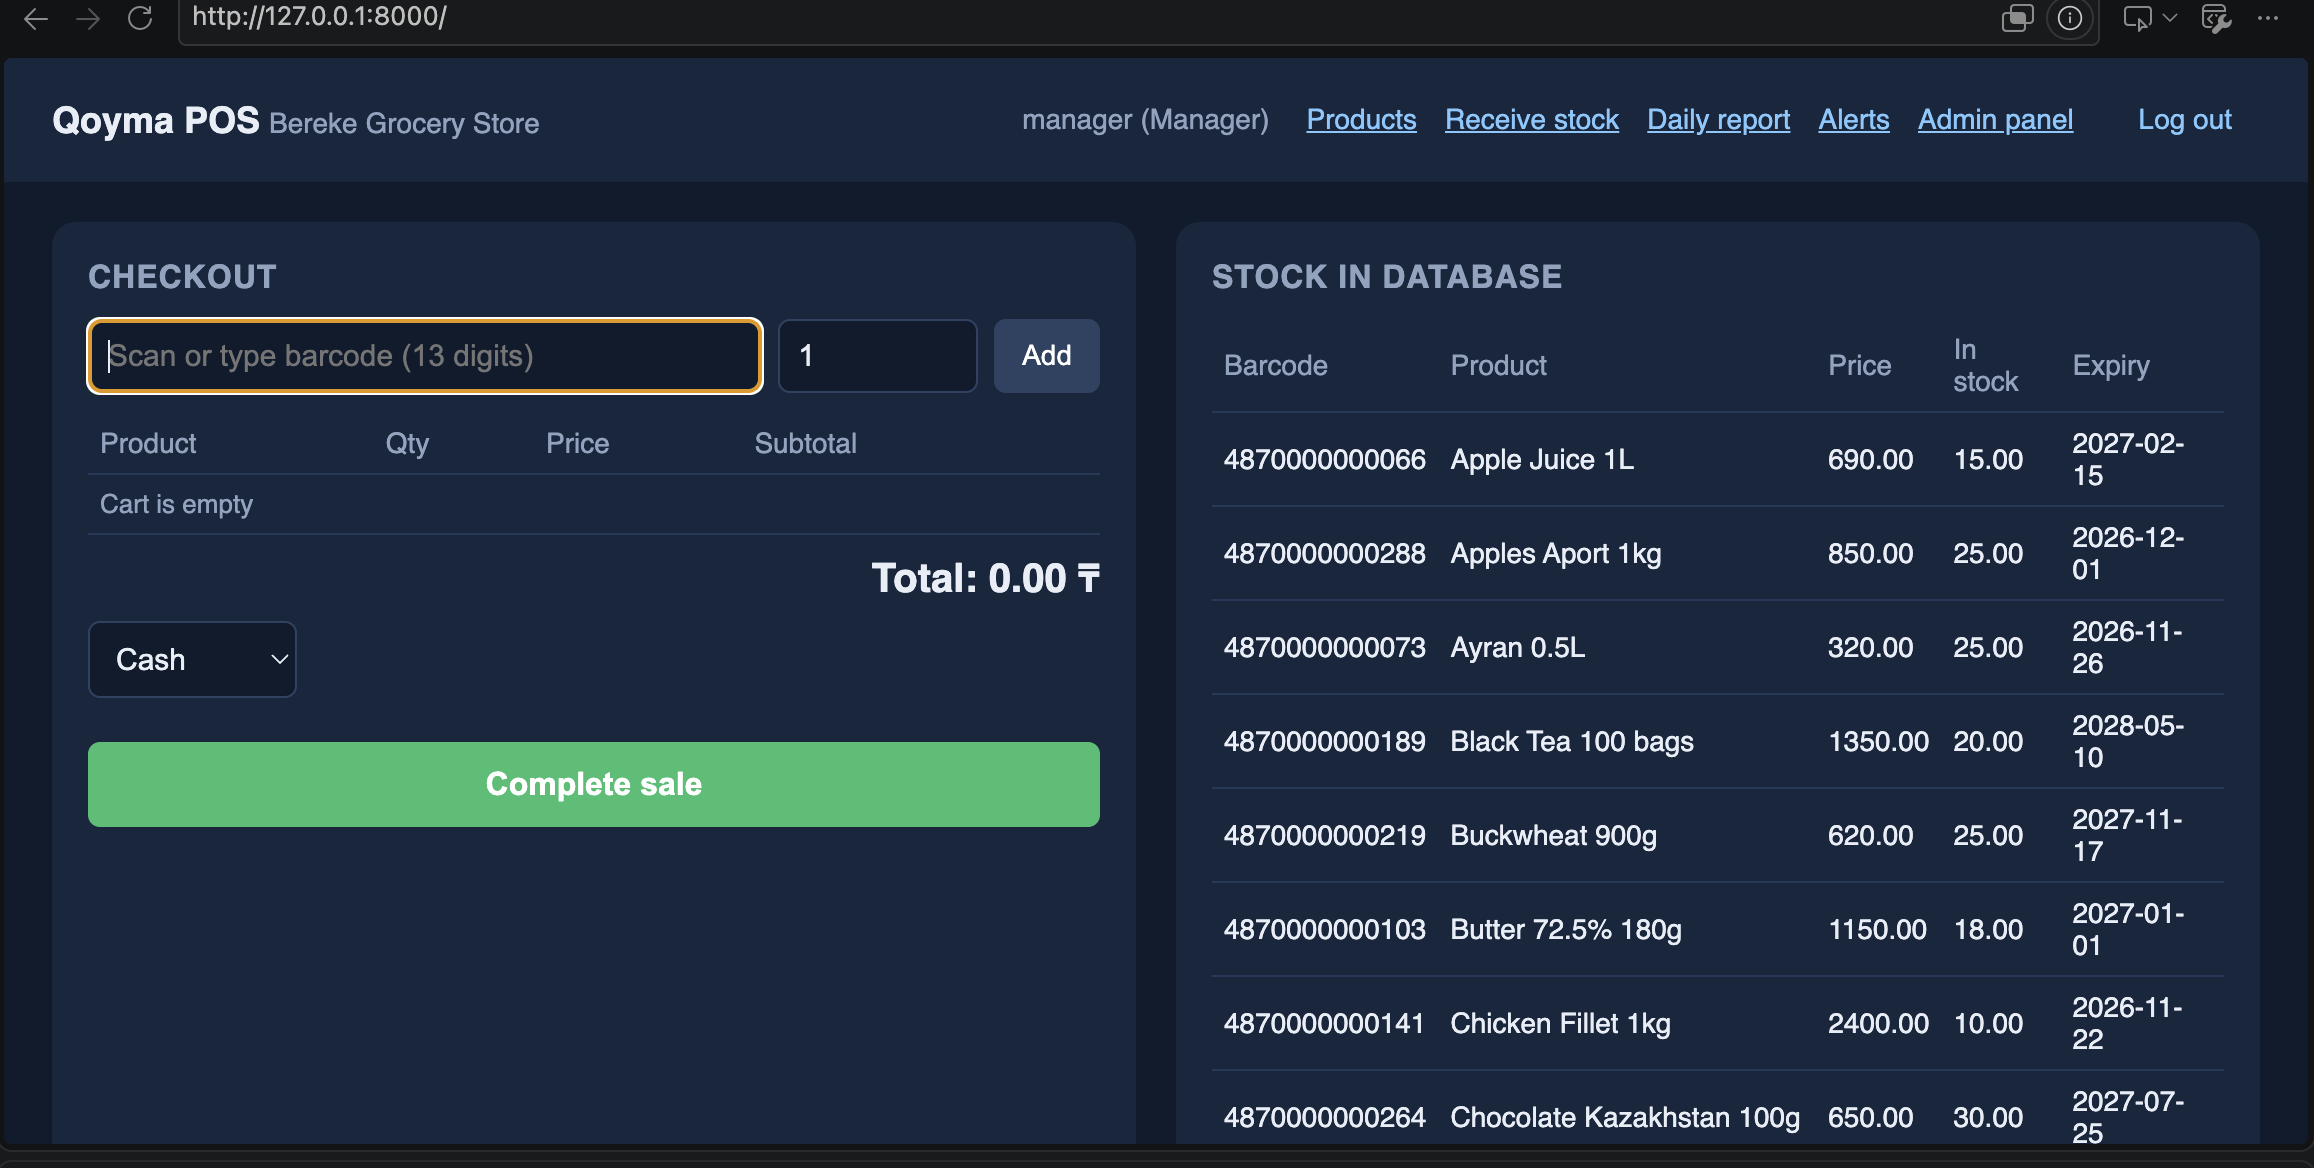 http://127.0.0.1:8000/
Qoyma POS Bereke Grocery Store
manager (Manager) Products Receive stock Daily report Alerts Admin panel Log out
CHECKOUT
Scan or type barcode (13 digits) 1 Add
Product Qty Price Subtotal
Cart is empty
Total: 0.00 ₸
Cash
Complete sale
STOCK IN DATABASE
Barcode Product Price In stock Expiry
4870000000066 Apple Juice 1L 690.00 15.00 2027-02-15
4870000000288 Apples Aport 1kg 850.00 25.00 2026-12-01
4870000000073 Ayran 0.5L 320.00 25.00 2026-11-26
4870000000189 Black Tea 100 bags 1350.00 20.00 2028-05-10
4870000000219 Buckwheat 900g 620.00 25.00 2027-11-17
4870000000103 Butter 72.5% 180g 1150.00 18.00 2027-01-01
4870000000141 Chicken Fillet 1kg 2400.00 10.00 2026-11-22
4870000000264 Chocolate Kazakhstan 100g 650.00 30.00 2027-07-25